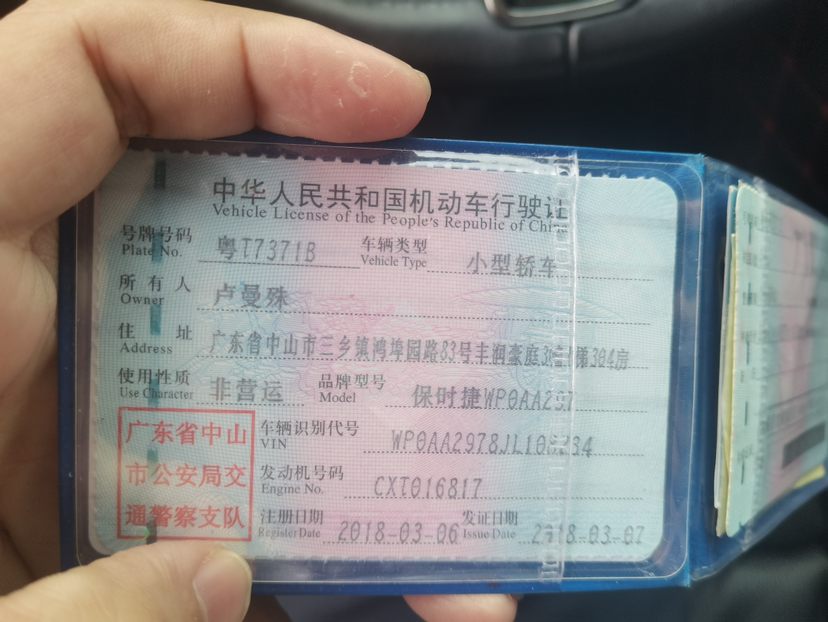 中华人民共和国机动车行驶证
Vehicle License of the People's Republic of China
号牌号码 粤T7371B 车辆类型 小型轿车
Plate No. Vehicle Type
所有人 卢曼殊
Owner
住址 广东省中山市三乡镇鸿埠园路83号丰润豪庭 304房
Address
使用性质 非营运 品牌型号 保时捷WP0AA297
Use Character Model
广东省中山
市公安局交
通警察支队
车辆识别代号
VIN WP0AA2978JL10
发动机号码
Engine No. CXT016817
注册日期 2018-03-06 发证日期 2018-03-07
Register Date Issue Date